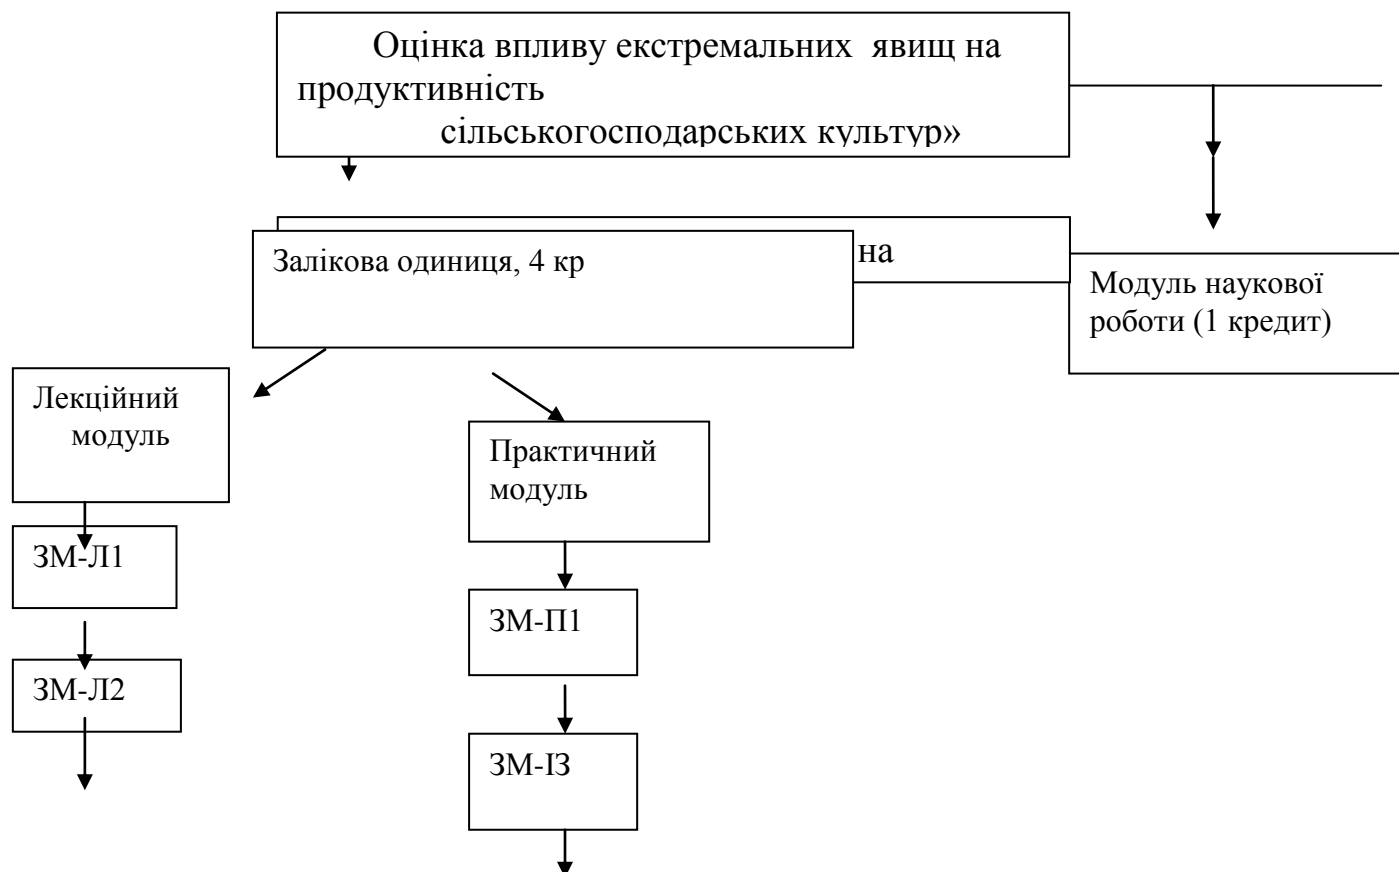 Оцінка впливу екстремальних явищ на
продуктивність
сільськогосподарських культур»
на
Залікова одиниця, 4 кр
Модуль наукової
роботи (1 кредит)
Лекційний
модуль
Практичний
модуль
ЗМ-Л1
ЗМ-П1
ЗМ-Л2
ЗМ-ІЗ